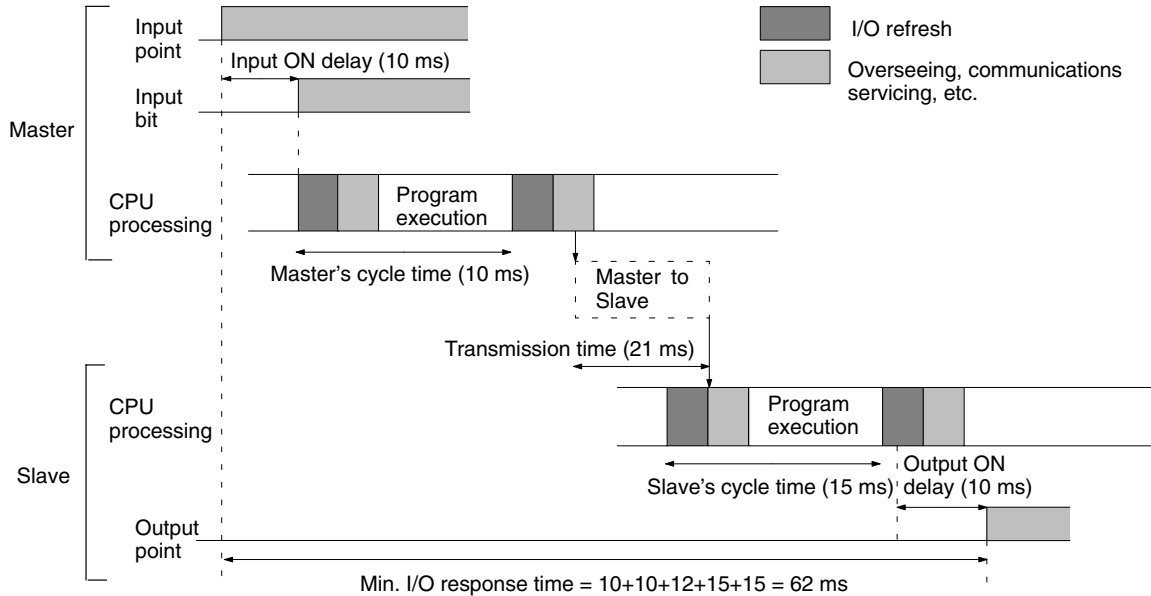 Input
point
I/O refresh
Input ON delay (10 ms)
Overseeing, communications
servicing, etc.
Input
bit
Master
CPU
processing
Program
execution
Master’s cycle time (10 ms)
Master to
Slave
Transmission time (21 ms)
CPU
processing
Program
execution
Slave
Slave’s cycle time (15 ms)
Output ON
delay (10 ms)
Output
point
Min. I/O response time = 10+10+12+15+15 = 62 ms